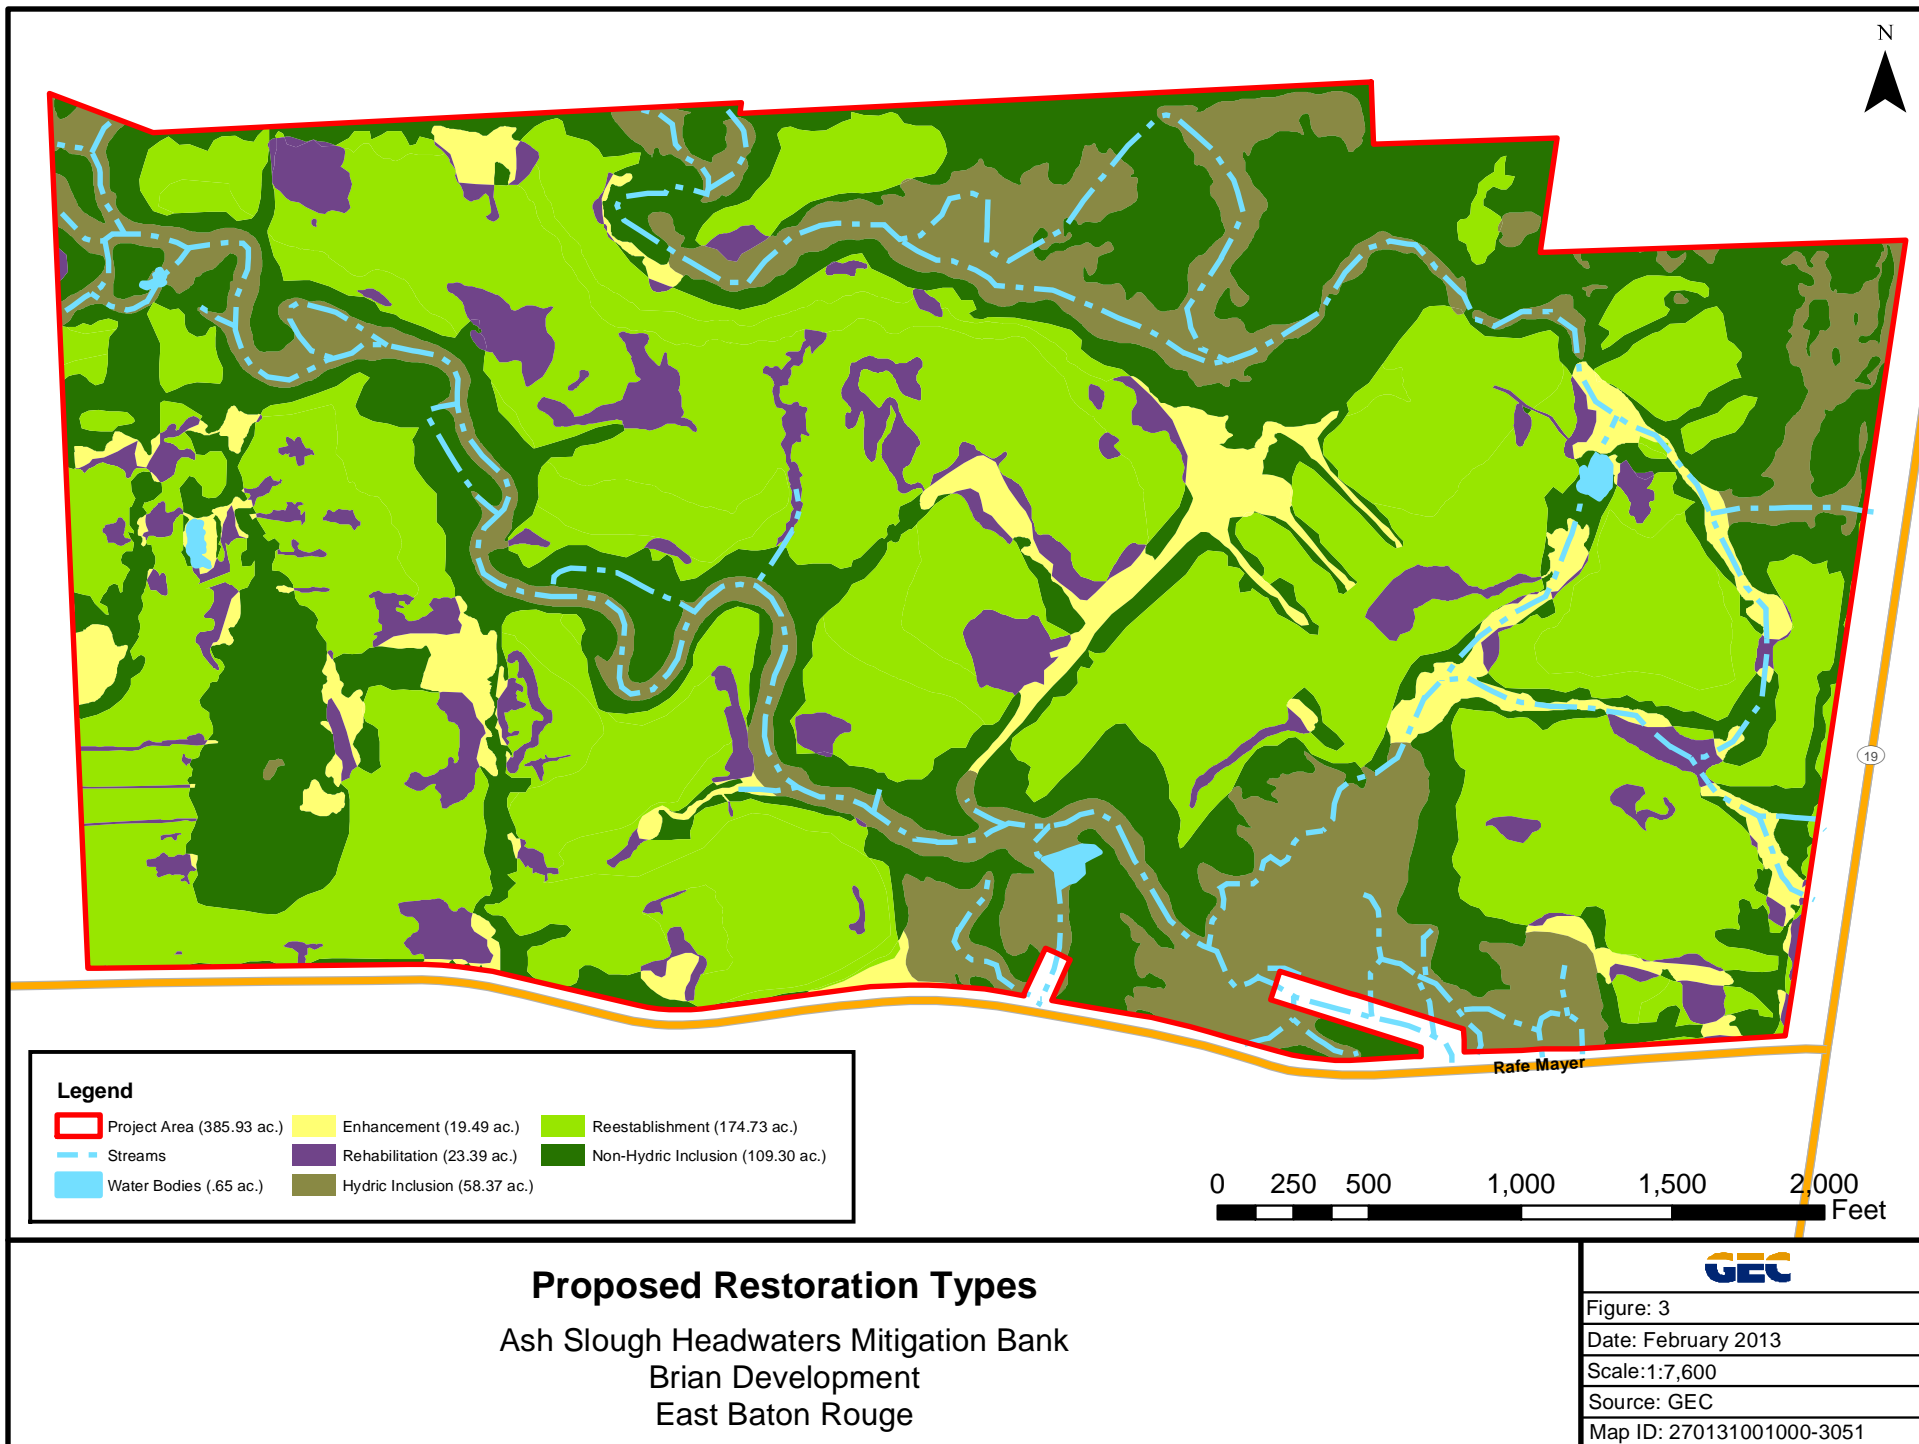 N
19
Rafe Mayer
Legend
Project Area (385.93 ac.)
Enhancement (19.49 ac.)
Reestablishment (174.73 ac.)
Streams
Rehabilitation (23.39 ac.)
Non-Hydric Inclusion (109.30 ac.)
Water Bodies (.65 ac.)
Hydric Inclusion (58.37 ac.)
0 250 500 1,000 1,500 2,000
Feet
Proposed Restoration Types
Ash Slough Headwaters Mitigation Bank
Brian Development
East Baton Rouge
GEC
Figure: 3
Date: February 2013
Scale:1:7,600
Source: GEC
Map ID: 270131001000-3051